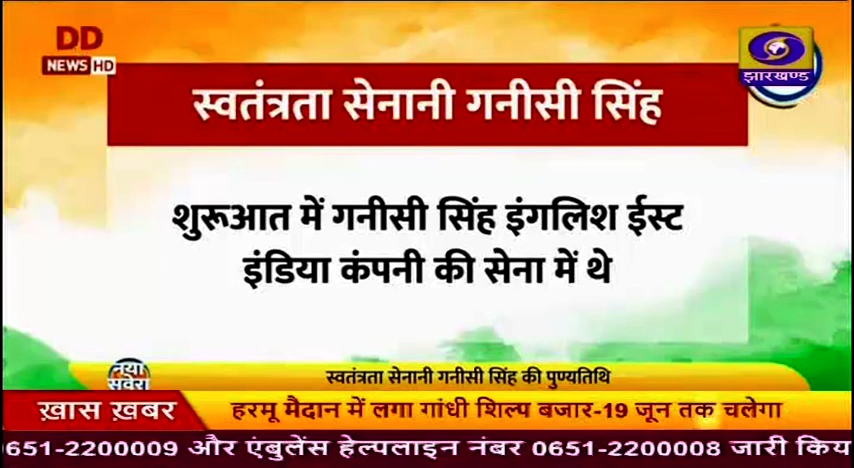 DD
NEWS HD
झारखण्ड
स्वतंत्रता सेनानी गनीसी सिंह
शुरूआत में गनीसी सिंह इंगलिश ईस्ट
इंडिया कंपनी की सेना में थे
नया
सवेरा
स्वतंत्रता सेनानी गनीसी सिंह की पुण्यतिथि
ख़ास ख़बर
हरमू मैदान में लगा गांधी शिल्प बजार-19 जून तक चलेगा
0651-2200009 और एंबुलेंस हेल्पलाइन नंबर 0651-2200008 जारी किय